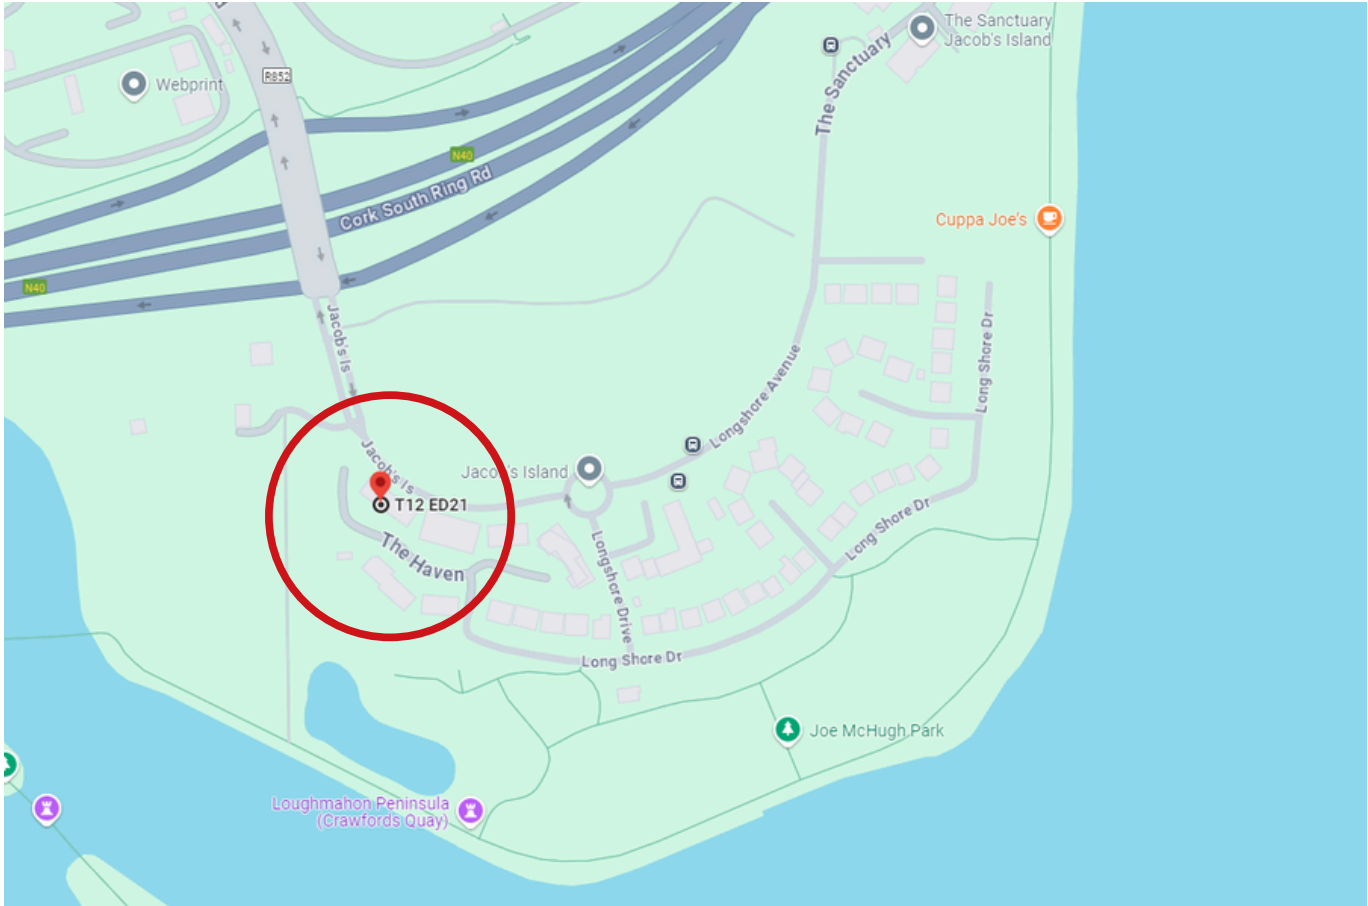 The Sanctuary
Jacob's Island
R852
Webprint
The Sanctuary
N40
Cork South Ring Rd
Cuppa Joe's
N40
Jacob's Is
Long Shore Dr
Longshore Avenue
Jacob's Is
Jacob's Island
T12 ED21
The Haven
Long Shore Dr
Longshore Drive
Long Shore Dr
Joe McHugh Park
Loughmahon Peninsula
(Crawfords Quay)